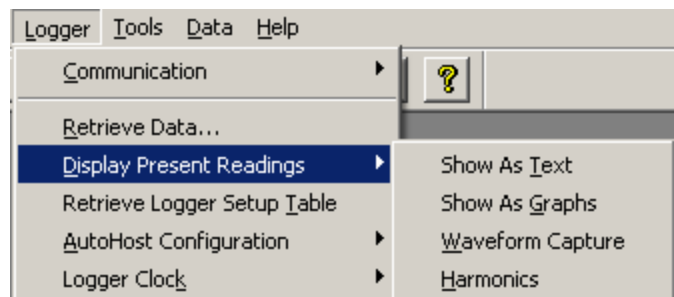 Logger Tools Data Help
Communication
?
Retrieve Data...
Display Present Readings
Show As Text
Retrieve Logger Setup Table
Show As Graphs
AutoHost Configuration
Waveform Capture
Logger Clock
Harmonics